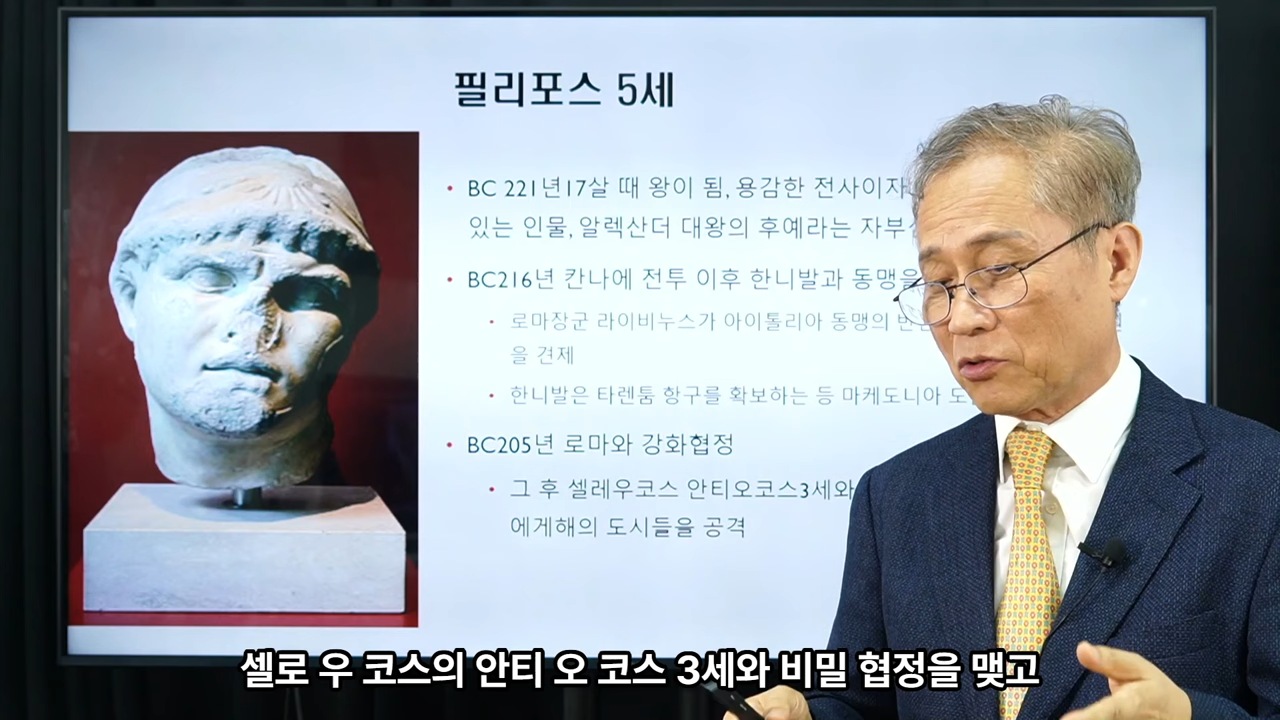 필리포스 5세
• BC 221년17살 때 왕이 됨, 용감한 전사이자
있는 인물, 알렉산더 대왕의 후예라는
• BC216년 칸나에 전투 이후 한니발과 동맹을
• 로마장군 라이비누스가 아이톨리아 동맹의
을 견제
• 한니발은 타렌툼 항구를 확보하는 등 마케도니아
• BC205년 로마와 강화협정
• 그 후 셀레우코스 안티오코스3세와
에게해의 도시들을 공격
셀로 우 코스의 안티 오 코스 3세와 비밀 협정을 맺고